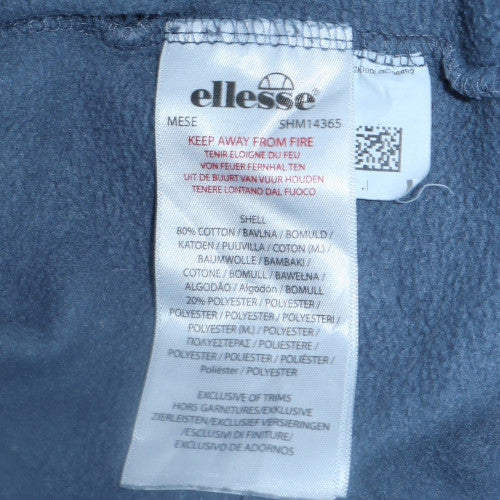 ellesse®
MESE SHM14365
KEEP AWAY FROM FIRE
TENIR ELOIGNE DU FEU
VON FEUER FERNHAL TEN
UIT DE BUURT VAN VUUR HOUDEN
TENERE LONTANO DAL FUOCO
SHELL
80% COTTON / BAVLNA / BOMULD /
KATOEN / PUUVILLA / COTON (M.) /
BAUMWOLLE / BAMBAKI /
COTONE / BOMULL / BAWEŁNA /
ALGODÃO / Algodón / BOMULL
20% POLYESTER / POLYESTER /
POLYESTER / POLYESTER / POLYESTERI /
POLYESTER (M.) / POLYESTER /
ΠΟΛΥΕΣΤΕΡΑΣ / POLIESTERE /
POLYESTER / POLIESTER / POLIÉSTER /
Poliéster / POLYESTER
EXCLUSIVE OF TRIMS
HORS GARNITURES/EXKLUSIVE
ZIERLEISTEN/EXCLUSIEF VERSIERINGEN
/ESCLUSI DI FINITURE/
EXCLUSIVO DE ADORNOS